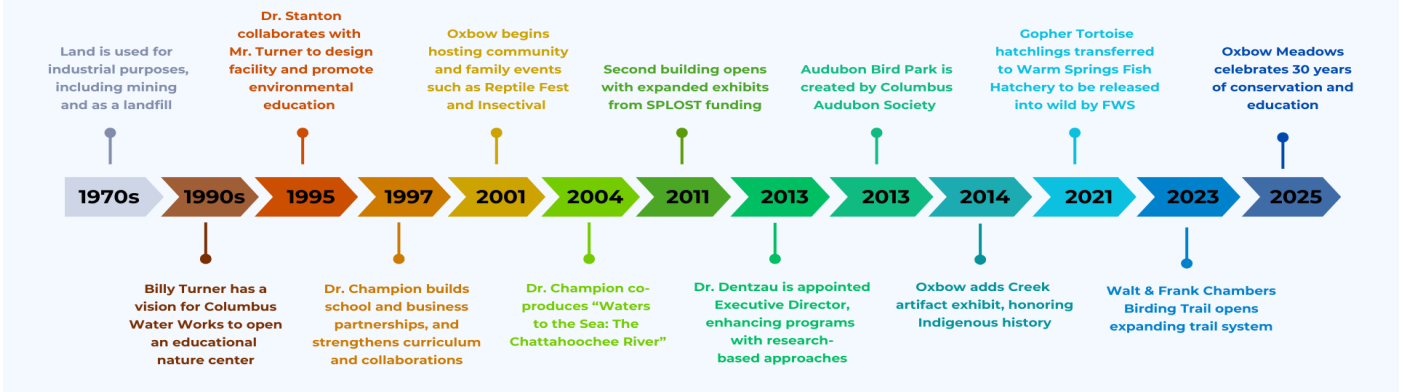 Land is used for
industrial purposes,
including mining
and as a landfill
Dr. Stanton
collaborates with
Mr. Turner to design
facility and promote
environmental
education
Oxbow begins
hosting community
and family events
such as Reptile Fest
and Insectival
Second building opens
with expanded exhibits
from SPLOST funding
Audubon Bird Park is
created by Columbus
Audubon Society
Gopher Tortoise
hatchlings transferred
to Warm Springs Fish
Hatchery to be released
into wild by FWS
Oxbow Meadows
celebrates 30 years
of conservation and
education
1970s
1990s
1995
1997
2001
2004
2011
2013
2013
2014
2021
2023
2025
Billy Turner has a
vision for Columbus
Water Works to open
an educational
nature center
Dr. Champion builds
school and business
partnerships, and
strengthens curriculum
and collaborations
Dr. Champion co-
produces “Waters
to the Sea: The
Chattahoochee River”
Dr. Dentzau is appointed
Executive Director,
enhancing programs
with research-
based approaches
Oxbow adds Creek
artifact exhibit, honoring
Indigenous history
Walt & Frank Chambers
Birding Trail opens
expanding trail system